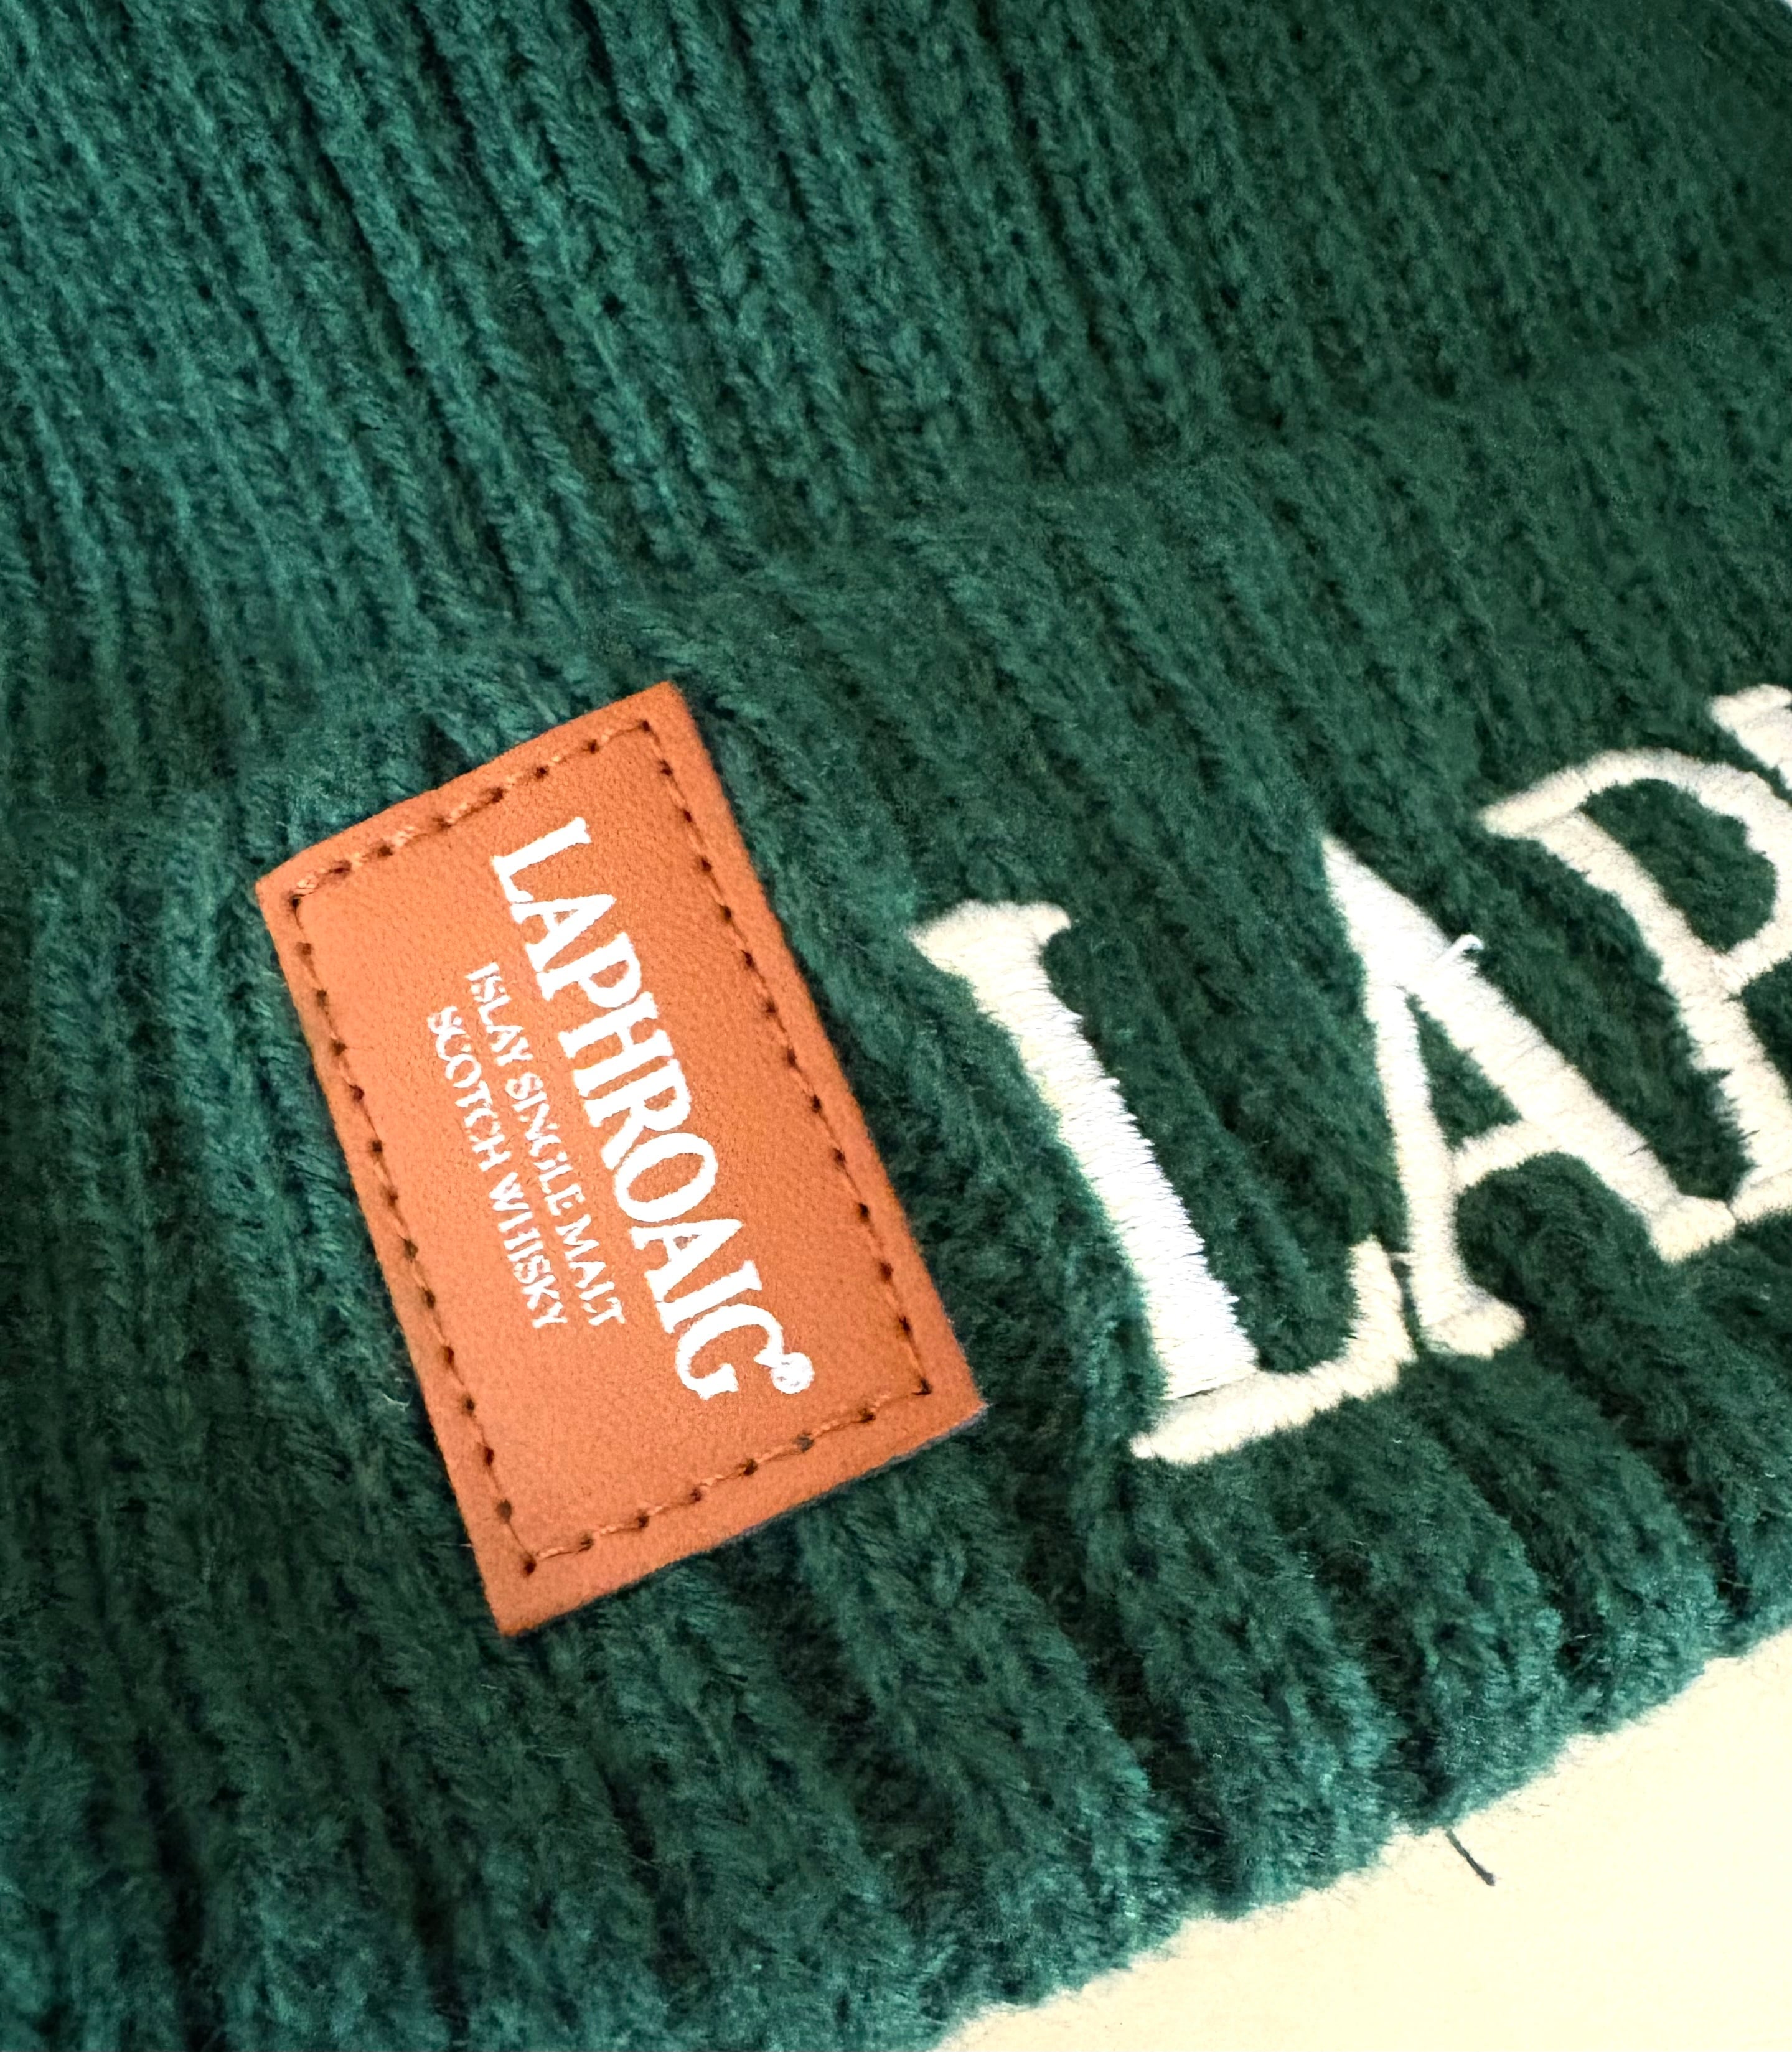 LAPHROAIG®
ISLAY SINGLE MALT
SCOTCH WHISKY
LAP